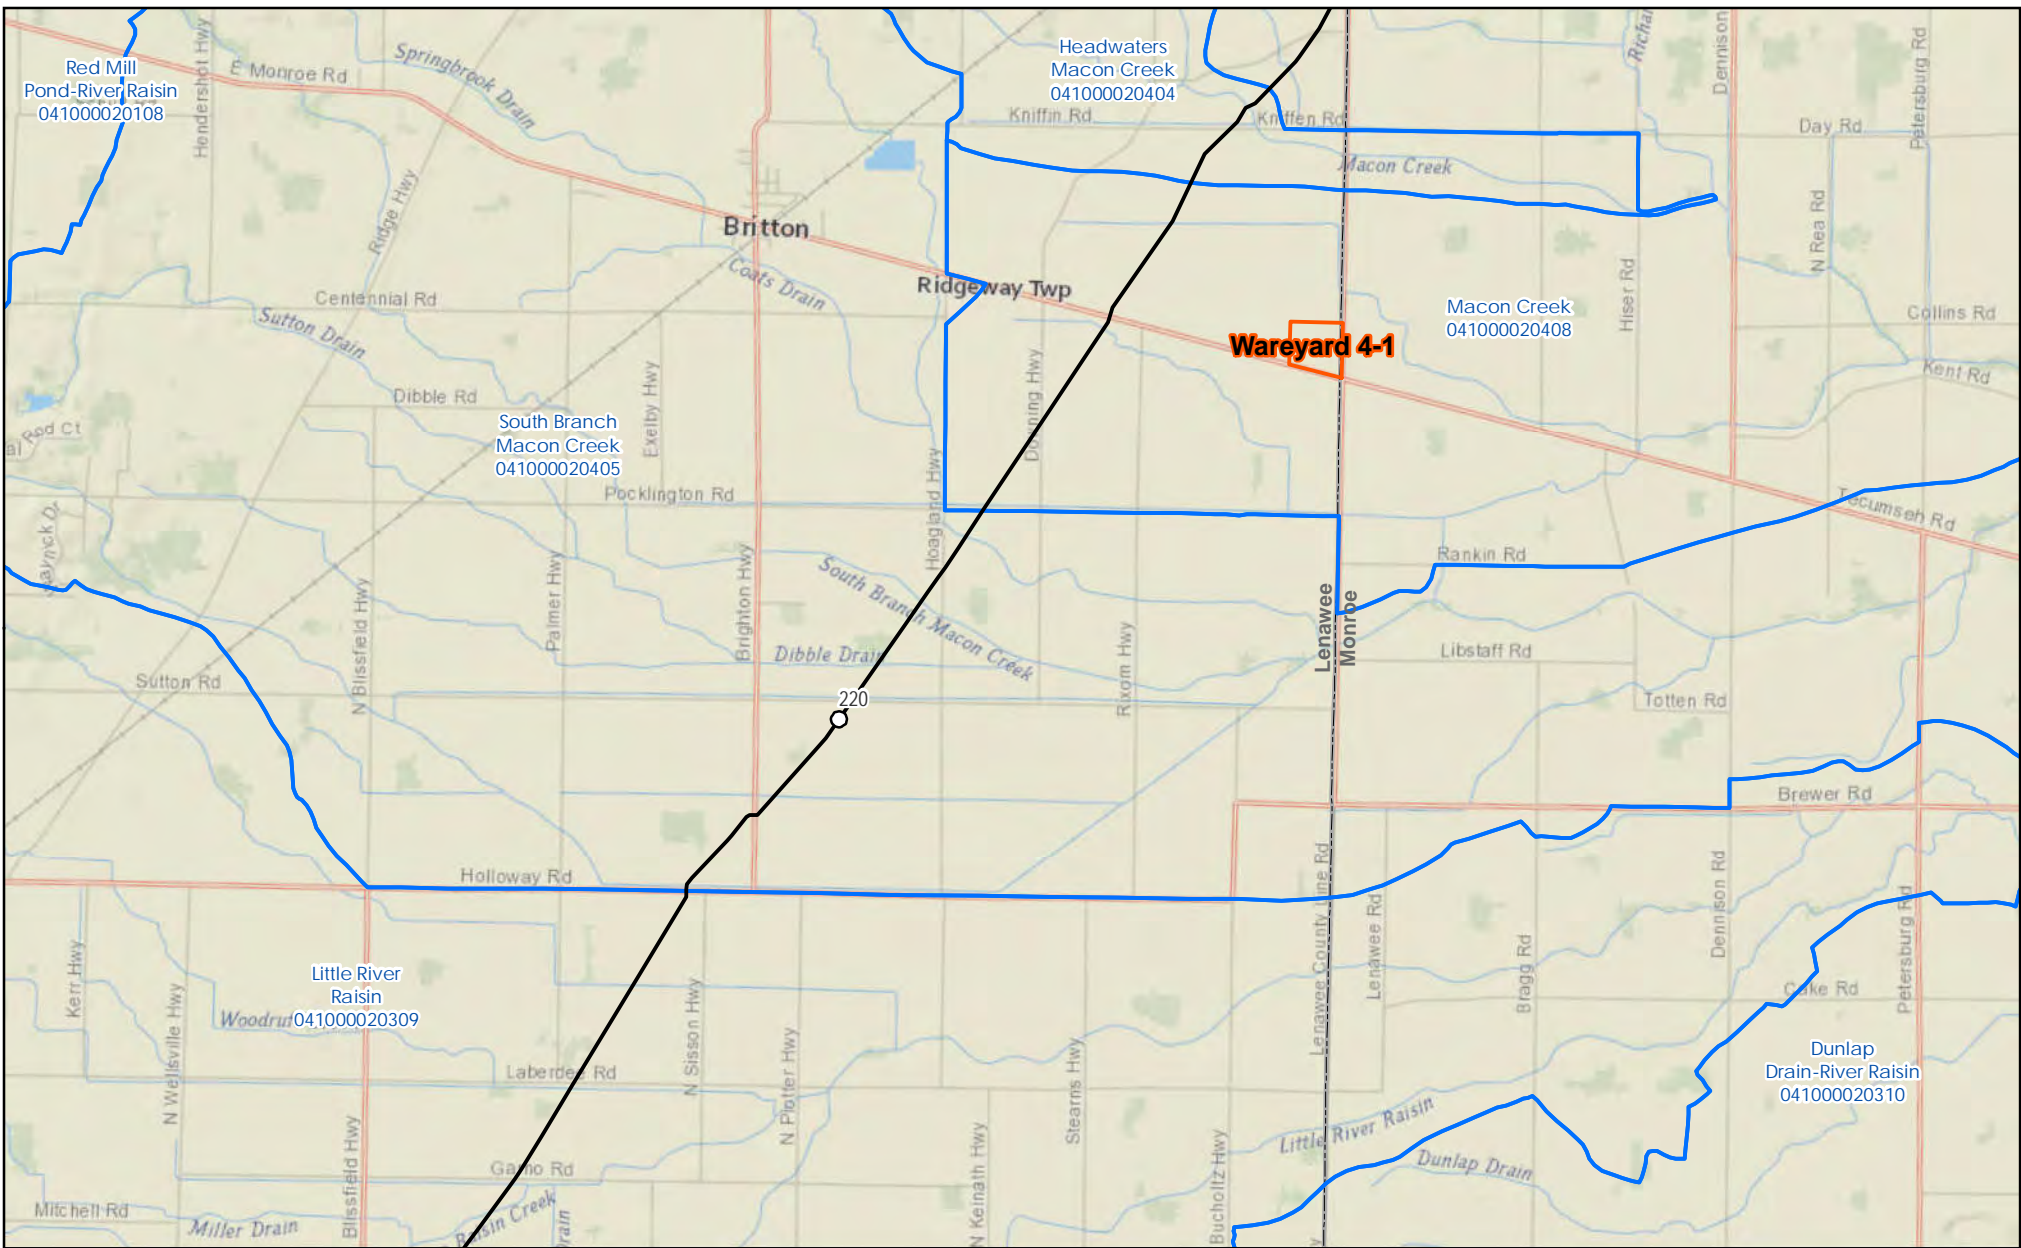 Red Mill
Pond-River Raisin
041000020108
Hendershot Hwy
E Monroe Rd
Springbrook Drain
Headwaters
Macon Creek
041000020404
Kniffin Rd
Kniffen Rd
Macon Creek
Dennison
Day Rd
Petersburg Rd
Ridge Hwy
Britton
Coats Drain
Ridgeway Twp
N Rea Rd
Hiser Rd
Centennial Rd
Sutton Drain
Macon Creek
041000020408
Collins Rd
Wareyard 4-1
Kent Rd
Dibble Rd
Exelby Hwy
Downing Hwy
South Branch
Macon Creek
041000020405
Rod Ct
al
Pocklington Rd
Hoagland Hwy
Tecumseh Rd
Rankin Rd
Palmer Hwy
Brighton Hwy
N Blissfield Hwy
South Branch Macon Creek
Dibble Drain
Lenawee
Monroe
Libstaff Rd
Rixom Hwy
Sutton Rd
220
Totten Rd
Brewer Rd
Holloway Rd
Lenawee County Line Rd
Lenawee Rd
Dennison Rd
Petersburg Rd
Bragg Rd
Kerr Hwy
N Wellsville Hwy
Little River
Raisin
041000020309
N Sisson Hwy
Cake Rd
N Potter Hwy
Stearns Hwy
Laberdee Rd
Dunlap
Drain-River Raisin
041000020310
Little River Raisin
Dunlap Drain
Blissfield Hwy
Gamo Rd
N Keinath Hwy
Bucholtz Hwy
Mitchell Rd
Miller Drain
Raisin Creek